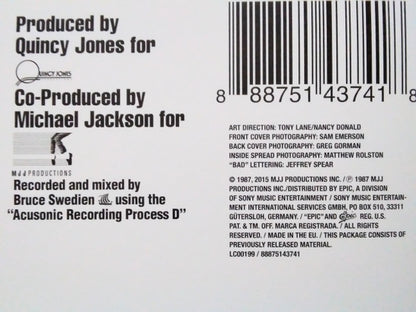 Produced by
Quincy Jones for
QUINCY JONES
Co-Produced by
Michael Jackson for
MJJ PRODUCTIONS
Recorded and mixed by
Bruce Swedien using the
"Acusonic Recording Process D"
8 88751 43741 8
ART DIRECTION: TONY LANE/NANCY DONALD
FRONT COVER PHOTOGRAPHY: SAM EMERSON
BACK COVER PHOTOGRAPHY: GREG GORMAN
INSIDE SPREAD PHOTOGRAPHY: MATTHEW ROLSTON
"BAD" LETTERING: JEFFREY SPEAR
© 1987, 2015 MJJ PRODUCTIONS INC. / ℗ 1987 MJJ
PRODUCTIONS INC./DISTRIBUTED BY EPIC, A DIVISION
OF SONY MUSIC ENTERTAINMENT / SONY MUSIC ENTERTAIN-
MENT INTERNATIONAL SERVICES GMBH, PO BOX 510, 33311
GÜTERSLOH, GERMANY. / "EPIC" AND epic REG. U.S.
PAT. & TM. OFF. MARCA REGISTRADA. / ALL RIGHTS
RESERVED. / MADE IN THE EU. / THIS PACKAGE CONSISTS OF
PREVIOUSLY RELEASED MATERIAL.
LC00199 / 88875143741